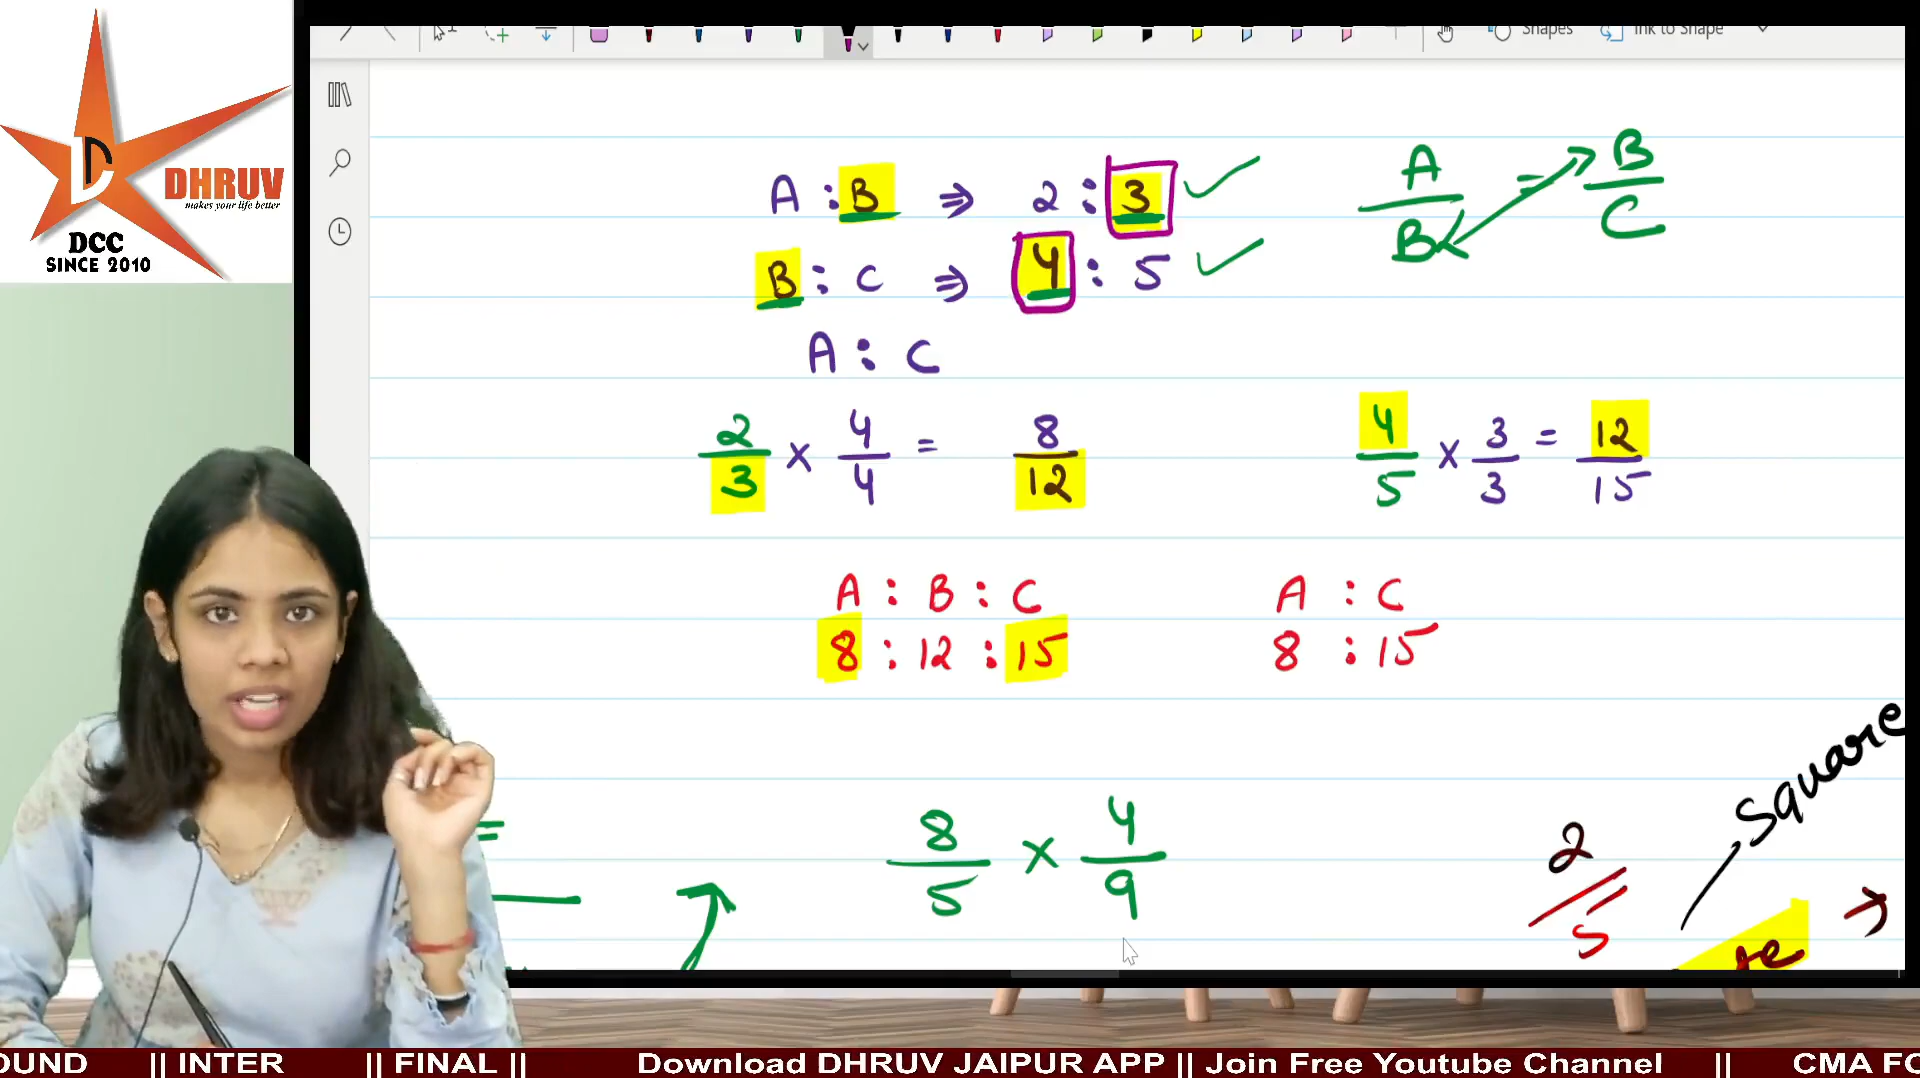 DHRUV
makes your life better
DCC
SINCE 2010
Shapes
Ink to Shape
A : B ⇒ 2 : 3 ✓
B : C ⇒ 4 : 5 ✓
A : C
A/B = B/C
2/3 × 4/4 = 8/12
4/5 × 3/3 = 12/15
A : B : C
8 : 12 : 15
A : C
8 : 15
=
8/5 × 4/9
2/5
Square
→
OUND || INTER || FINAL || Download DHRUV JAIPUR APP || Join Free Youtube Channel || CMA FO